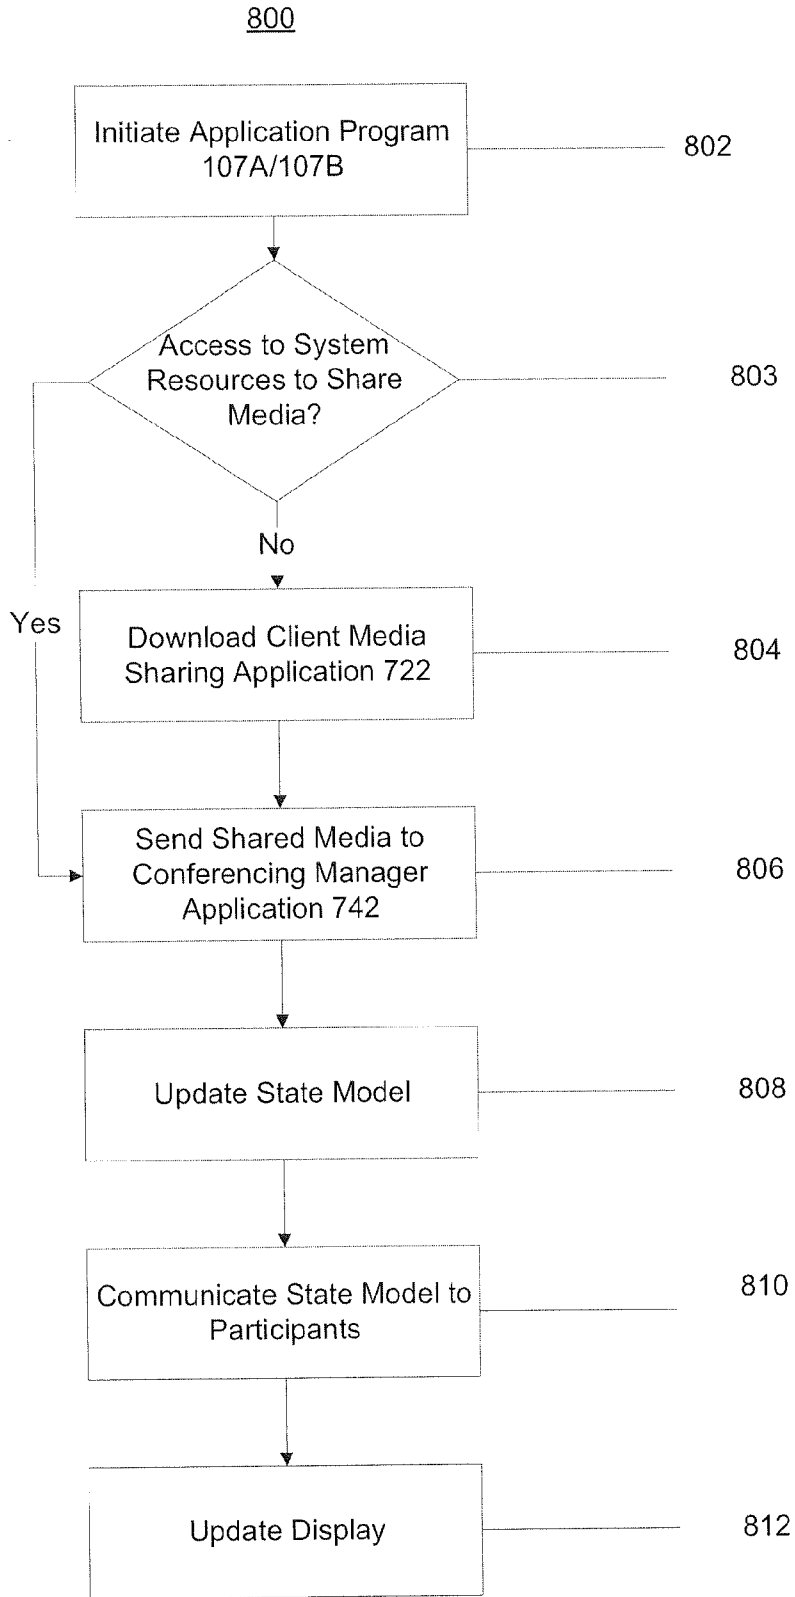 800
Initiate Application Program
107A/107B
802
Access to System
Resources to Share
Media?
803
No
Yes
Download Client Media
Sharing Application 722
804
Send Shared Media to
Conferencing Manager
Application 742
806
Update State Model
808
Communicate State Model to
Participants
810
Update Display
812